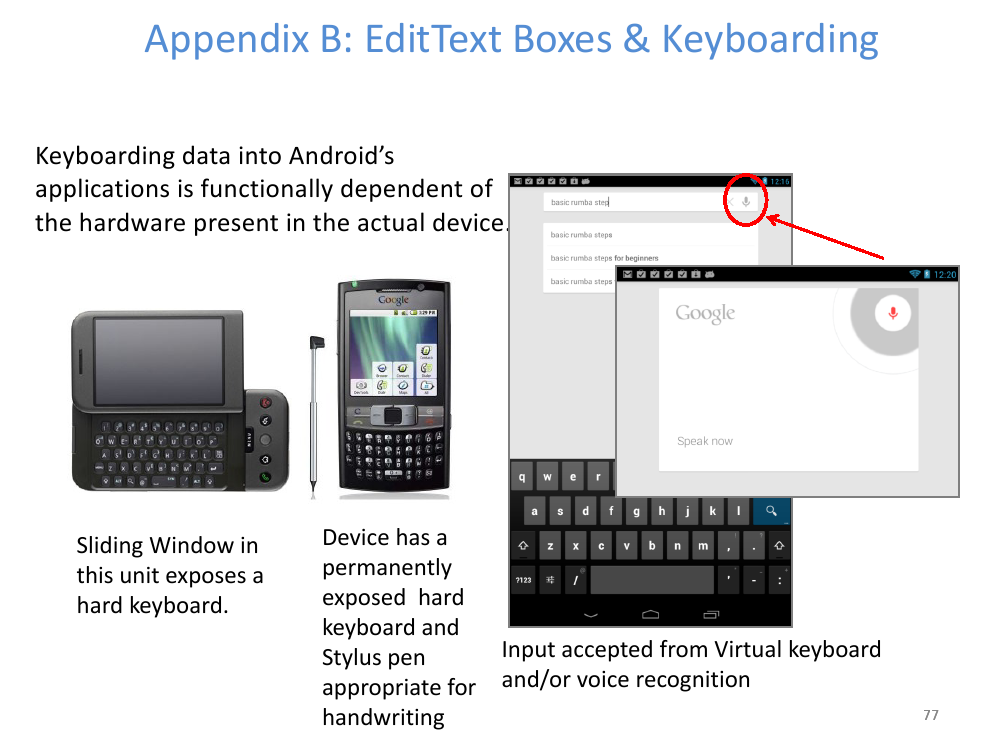 Appendix B: EditText Boxes & Keyboarding
Keyboarding data into Android’s
applications is functionally dependent of
the hardware present in the actual device.
Google
3:29 PM
12:16
basic rumba step
basic rumba steps
basic rumba steps for beginners
basic rumba steps
12:20
Google
Speak now
q w e r
a s d f g h j k l
z x c v b n m , .
?123 / ' - :
Sliding Window in
this unit exposes a
hard keyboard.
Device has a
permanently
exposed  hard
keyboard and
Stylus pen
appropriate for
handwriting
Input accepted from Virtual keyboard
and/or voice recognition
77